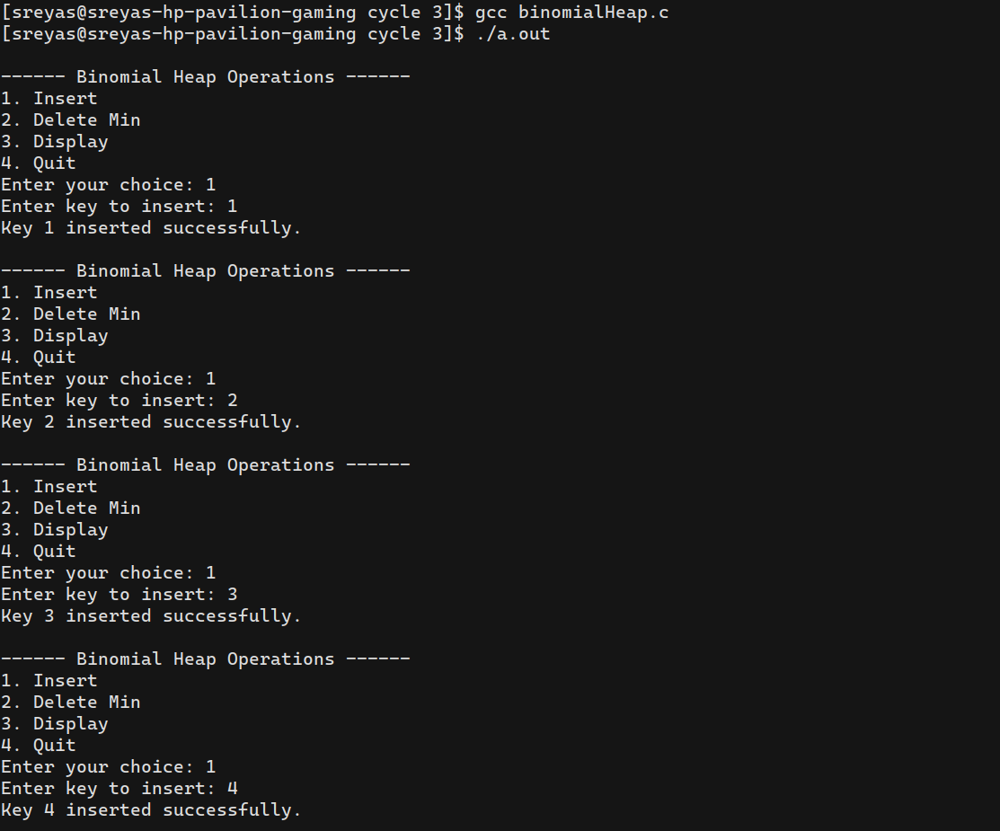 [sreyas@sreyas-hp-pavilion-gaming cycle 3]$ gcc binomialHeap.c
[sreyas@sreyas-hp-pavilion-gaming cycle 3]$ ./a.out

------ Binomial Heap Operations ------
1. Insert
2. Delete Min
3. Display
4. Quit
Enter your choice: 1
Enter key to insert: 1
Key 1 inserted successfully.

------ Binomial Heap Operations ------
1. Insert
2. Delete Min
3. Display
4. Quit
Enter your choice: 1
Enter key to insert: 2
Key 2 inserted successfully.

------ Binomial Heap Operations ------
1. Insert
2. Delete Min
3. Display
4. Quit
Enter your choice: 1
Enter key to insert: 3
Key 3 inserted successfully.

------ Binomial Heap Operations ------
1. Insert
2. Delete Min
3. Display
4. Quit
Enter your choice: 1
Enter key to insert: 4
Key 4 inserted successfully.